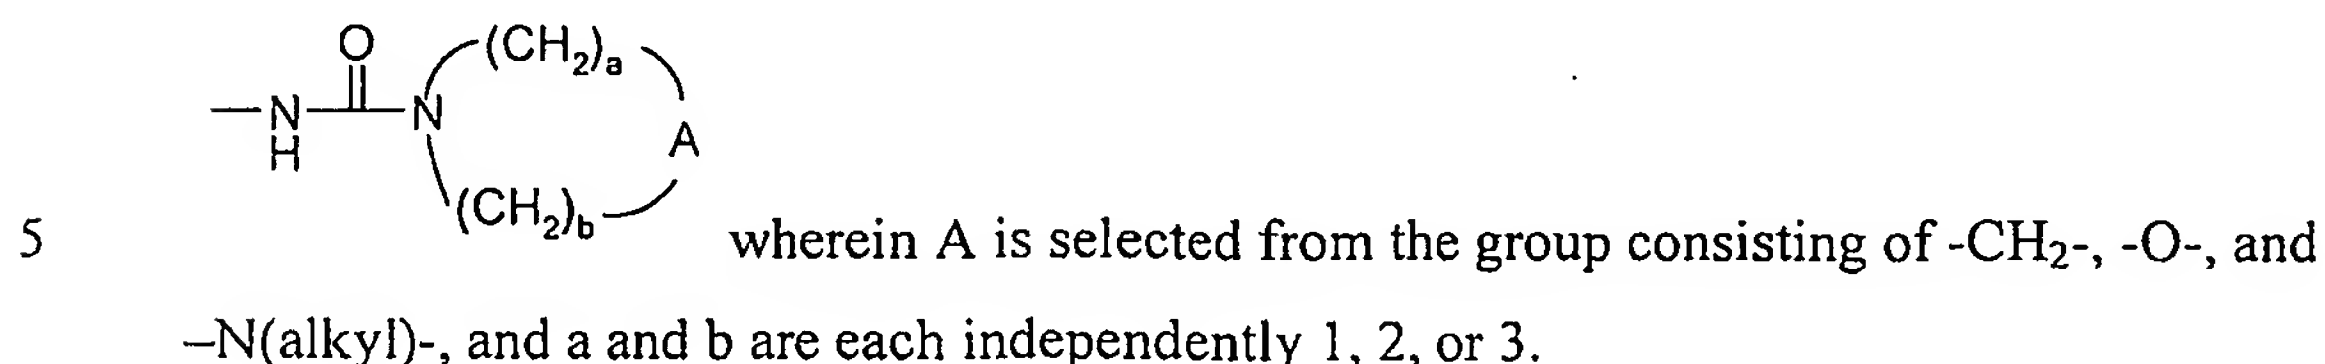 O
(CH2)a
—N—N
H
A
(CH2)b
5 wherein A is selected from the group consisting of -CH2-, -O-, and
–N(alkyl)-, and a and b are each independently 1, 2, or 3.